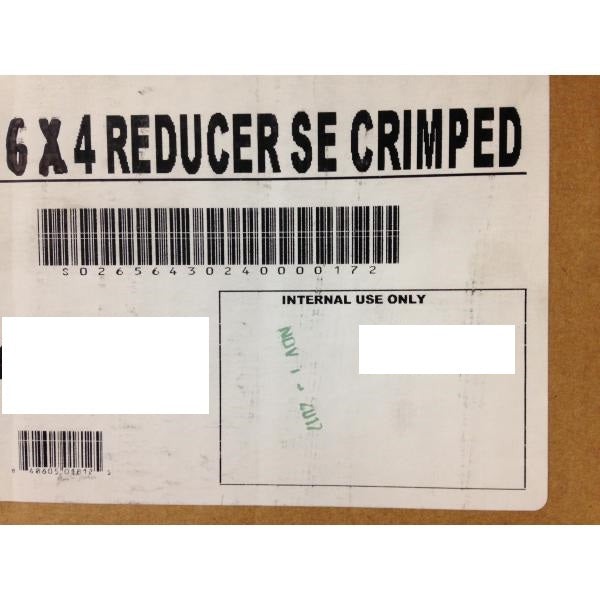 6 X 4 REDUCER SE CRIMPED
S02656430240000172
INTERNAL USE ONLY
NOV 1 - 2017